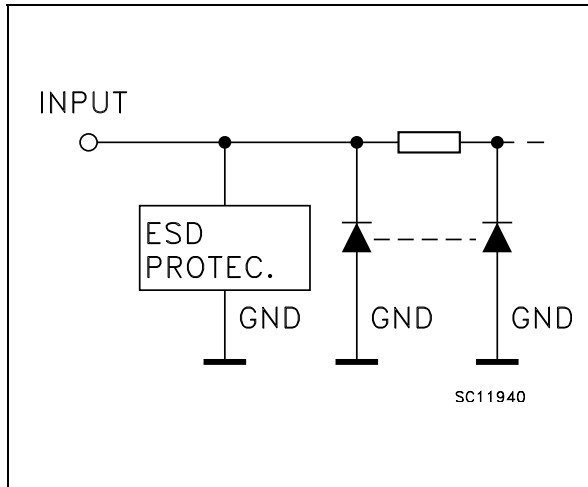 INPUT
ESD
PROTEC.
GND
GND
GND
SC11940